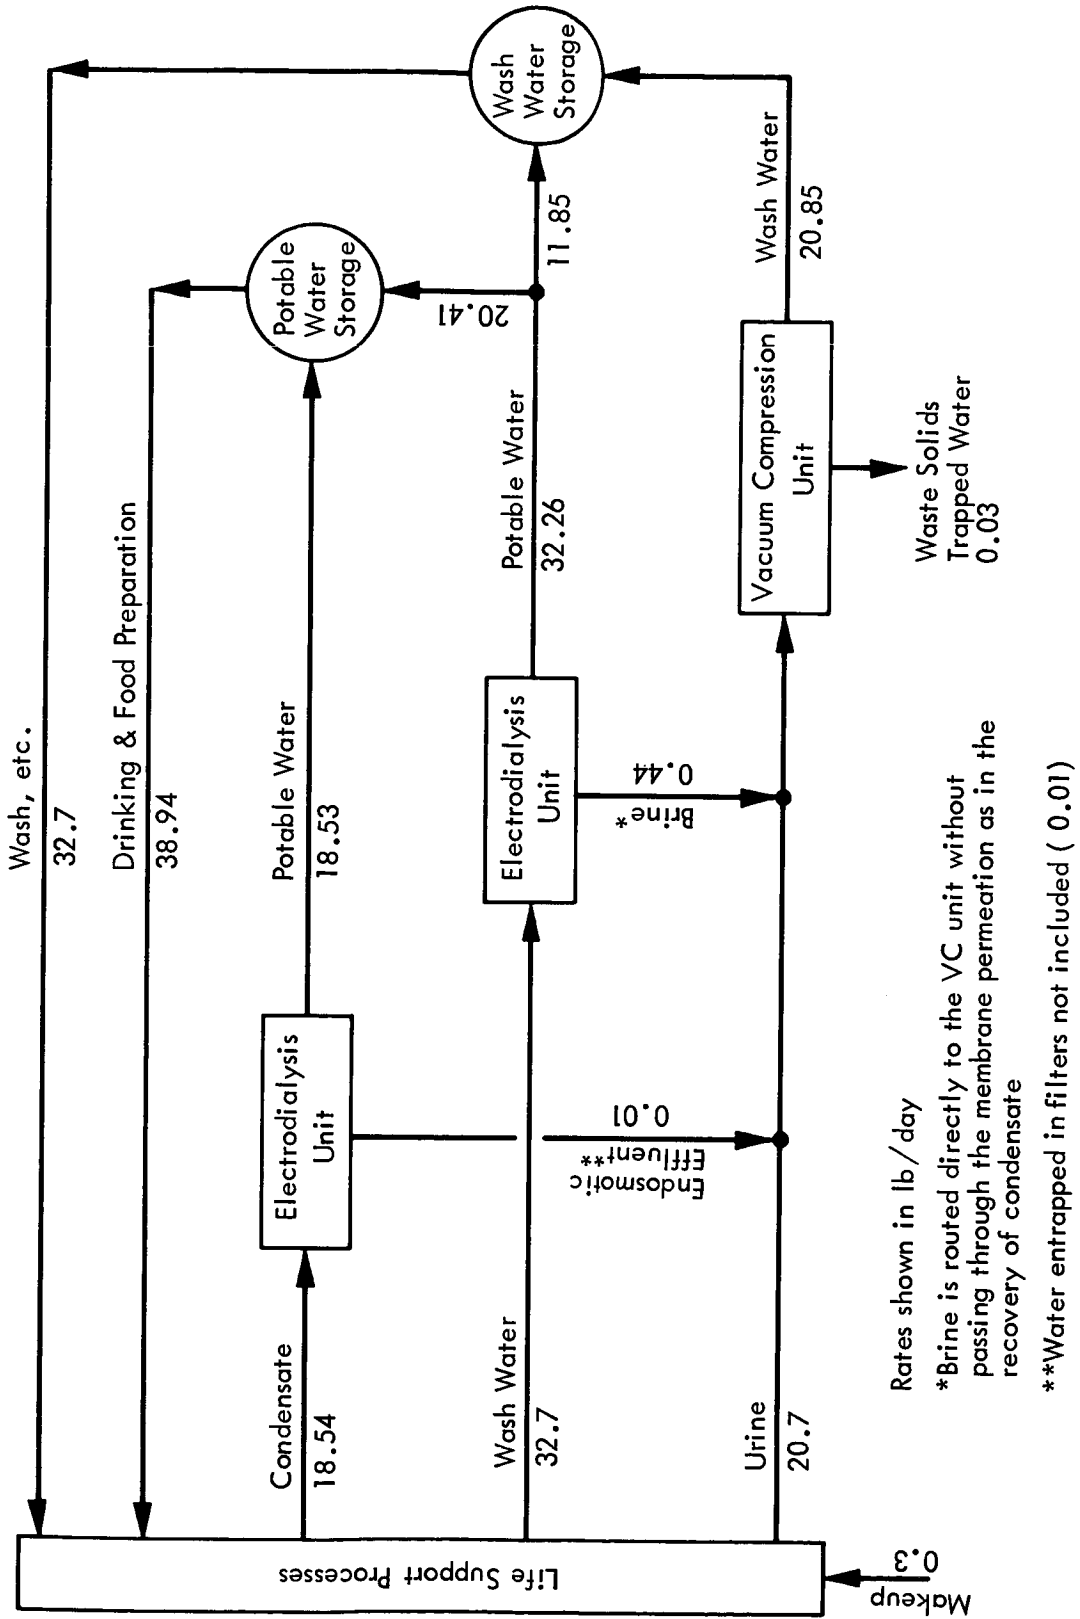 Wash, etc.
32.7
Drinking & Food Preparation
38.94
Potable
Water
Storage
Wash
Water
Storage
Condensate
18.54
Electrodialysis
Unit
Potable Water
18.53
20.41
11.85
Wash Water
32.7
Electrodialysis
Unit
Potable Water
32.26
Endosmotic
Effluent**
0.01
Brine*
0.44
Urine
20.7
Vacuum Compression
Unit
Wash Water
20.85
Waste Solids
Trapped Water
0.03
Life Support Processes
Makeup
0.3
Rates shown in lb/day
*Brine is routed directly to the VC unit without
passing through the membrane permeation as in the
recovery of condensate
**Water entrapped in filters not included ( 0.01)